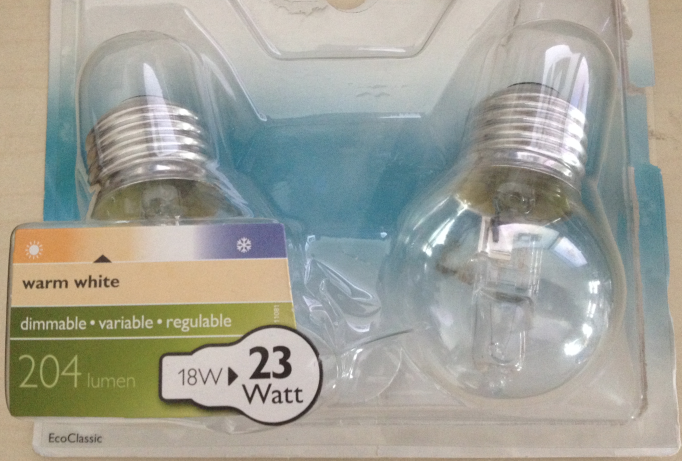 warm white
dimmable • variable • regulable
204 lumen
18W ▶ 23 Watt
EcoClassic